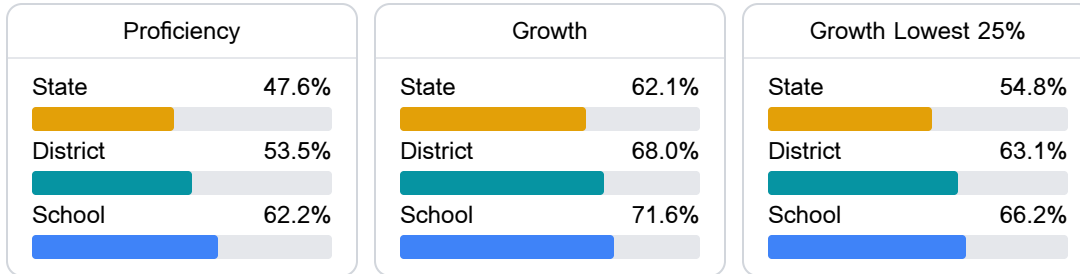 Proficiency
State 47.6%
District 53.5%
School 62.2%
Growth
State 62.1%
District 68.0%
School 71.6%
Growth Lowest 25%
State 54.8%
District 63.1%
School 66.2%